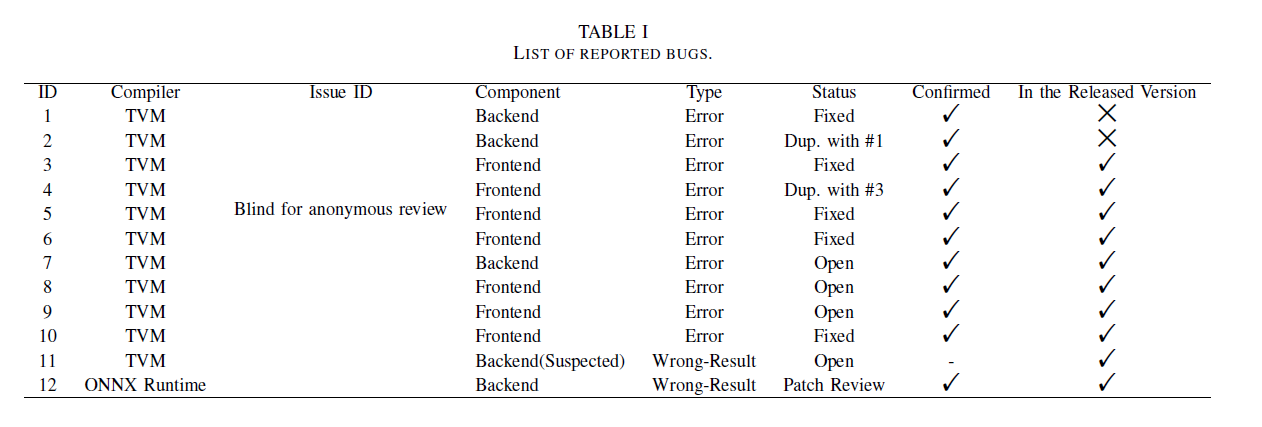 TABLE I
LIST OF REPORTED BUGS.
ID Compiler Issue ID Component Type Status Confirmed In the Released Version
1 TVM Backend Error Fixed ✓ ✕
2 TVM Backend Error Dup. with #1 ✓ ✕
3 TVM Frontend Error Fixed ✓ ✓
4 TVM Frontend Error Dup. with #3 ✓ ✓
Blind for anonymous review
5 TVM Frontend Error Fixed ✓ ✓
6 TVM Frontend Error Fixed ✓ ✓
7 TVM Backend Error Open ✓ ✓
8 TVM Frontend Error Open ✓ ✓
9 TVM Frontend Error Open ✓ ✓
10 TVM Frontend Error Fixed ✓ ✓
11 TVM Backend(Suspected) Wrong-Result Open - ✓
12 ONNX Runtime Backend Wrong-Result Patch Review ✓ ✓